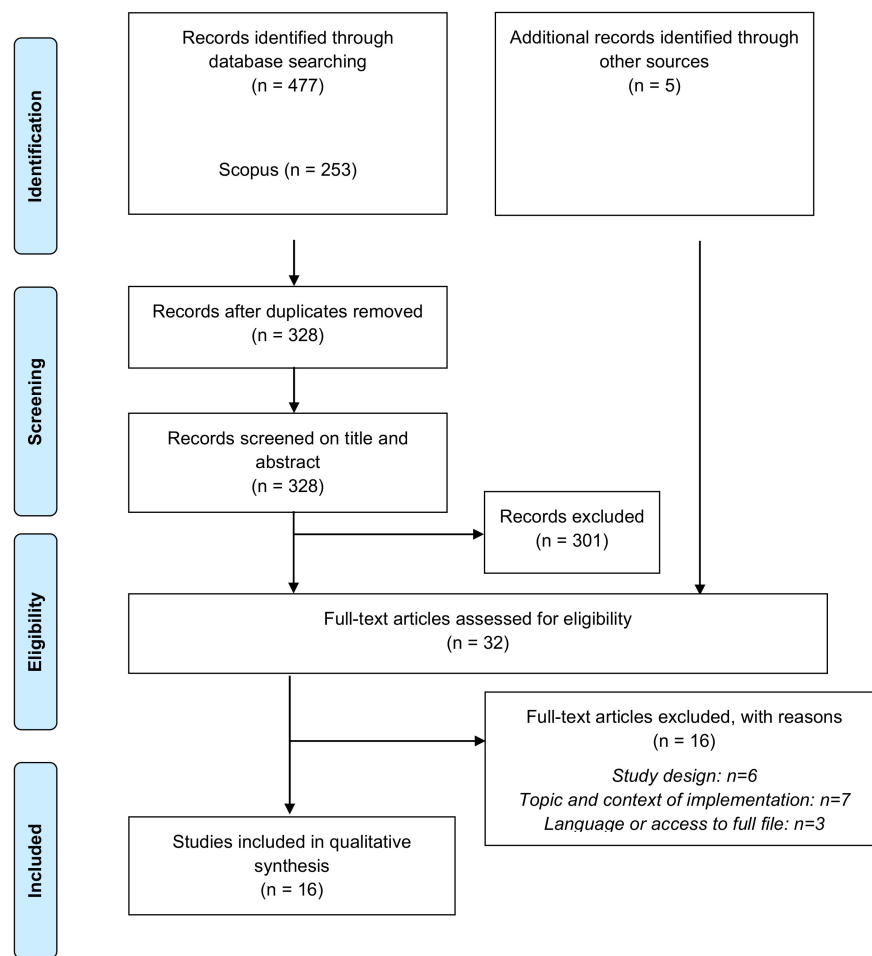 Identification
Records identified through
database searching
(n = 477)
Scopus (n = 253)
Additional records identified through
other sources
(n = 5)
Screening
Records after duplicates removed
(n = 328)
Records screened on title and
abstract
(n = 328)
Records excluded
(n = 301)
Eligibility
Full-text articles assessed for eligibility
(n = 32)
Full-text articles excluded, with reasons
(n = 16)
Study design: n=6
Topic and context of implementation: n=7
Language or access to full file: n=3
Included
Studies included in qualitative
synthesis
(n = 16)